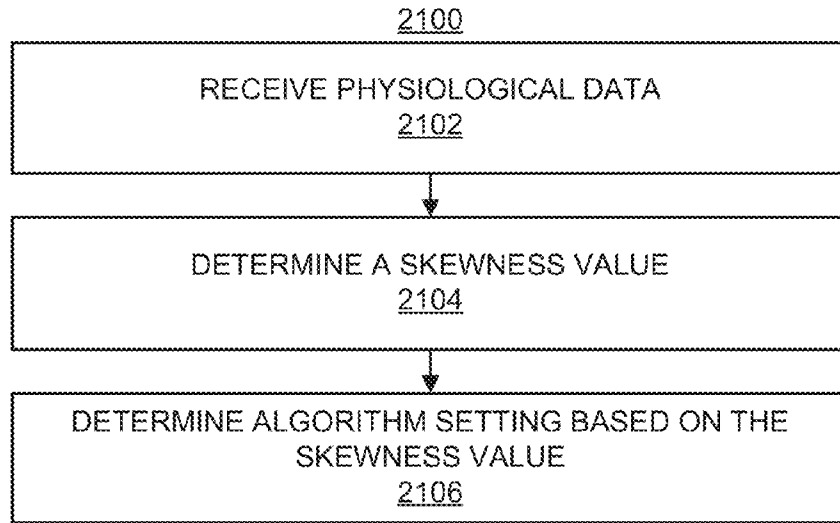 2100
RECEIVE PHYSIOLOGICAL DATA
2102
DETERMINE A SKEWNESS VALUE
2104
DETERMINE ALGORITHM SETTING BASED ON THE
SKEWNESS VALUE
2106